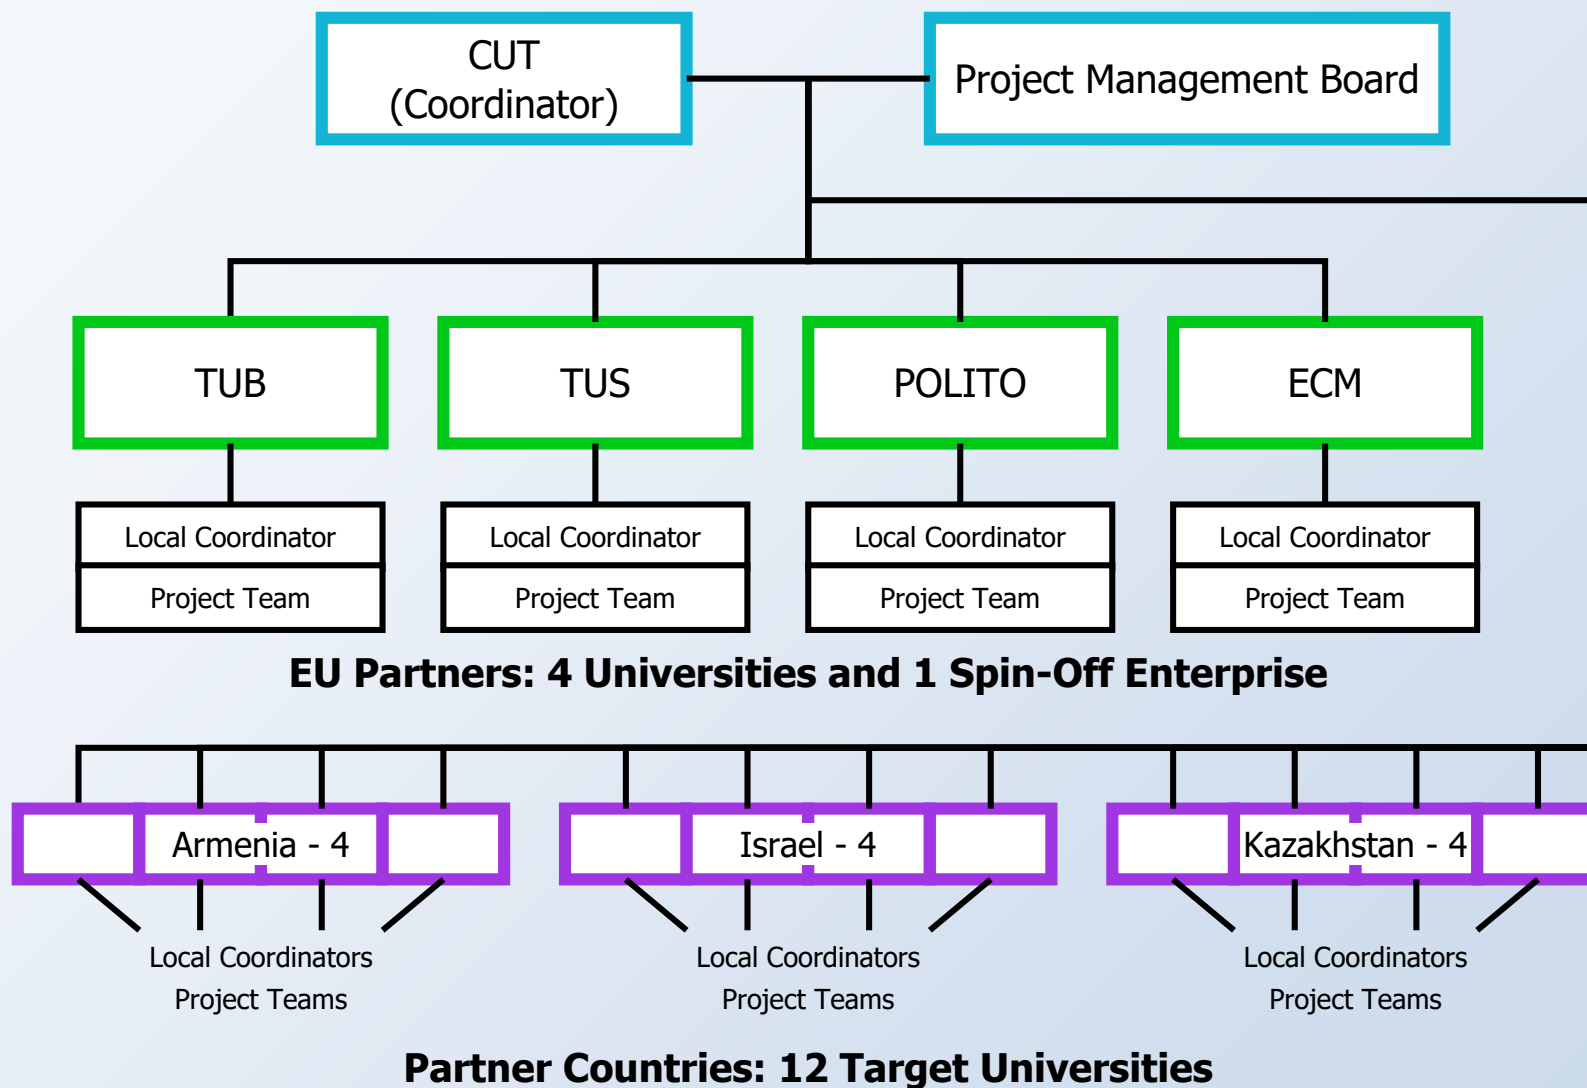 CUT
(Coordinator)
Project Management Board
TUB
TUS
POLITO
ECM
Local Coordinator
Project Team
Local Coordinator
Project Team
Local Coordinator
Project Team
Local Coordinator
Project Team
EU Partners: 4 Universities and 1 Spin-Off Enterprise
Armenia - 4
Israel - 4
Kazakhstan - 4
Local Coordinators
Project Teams
Local Coordinators
Project Teams
Local Coordinators
Project Teams
Partner Countries: 12 Target Universities